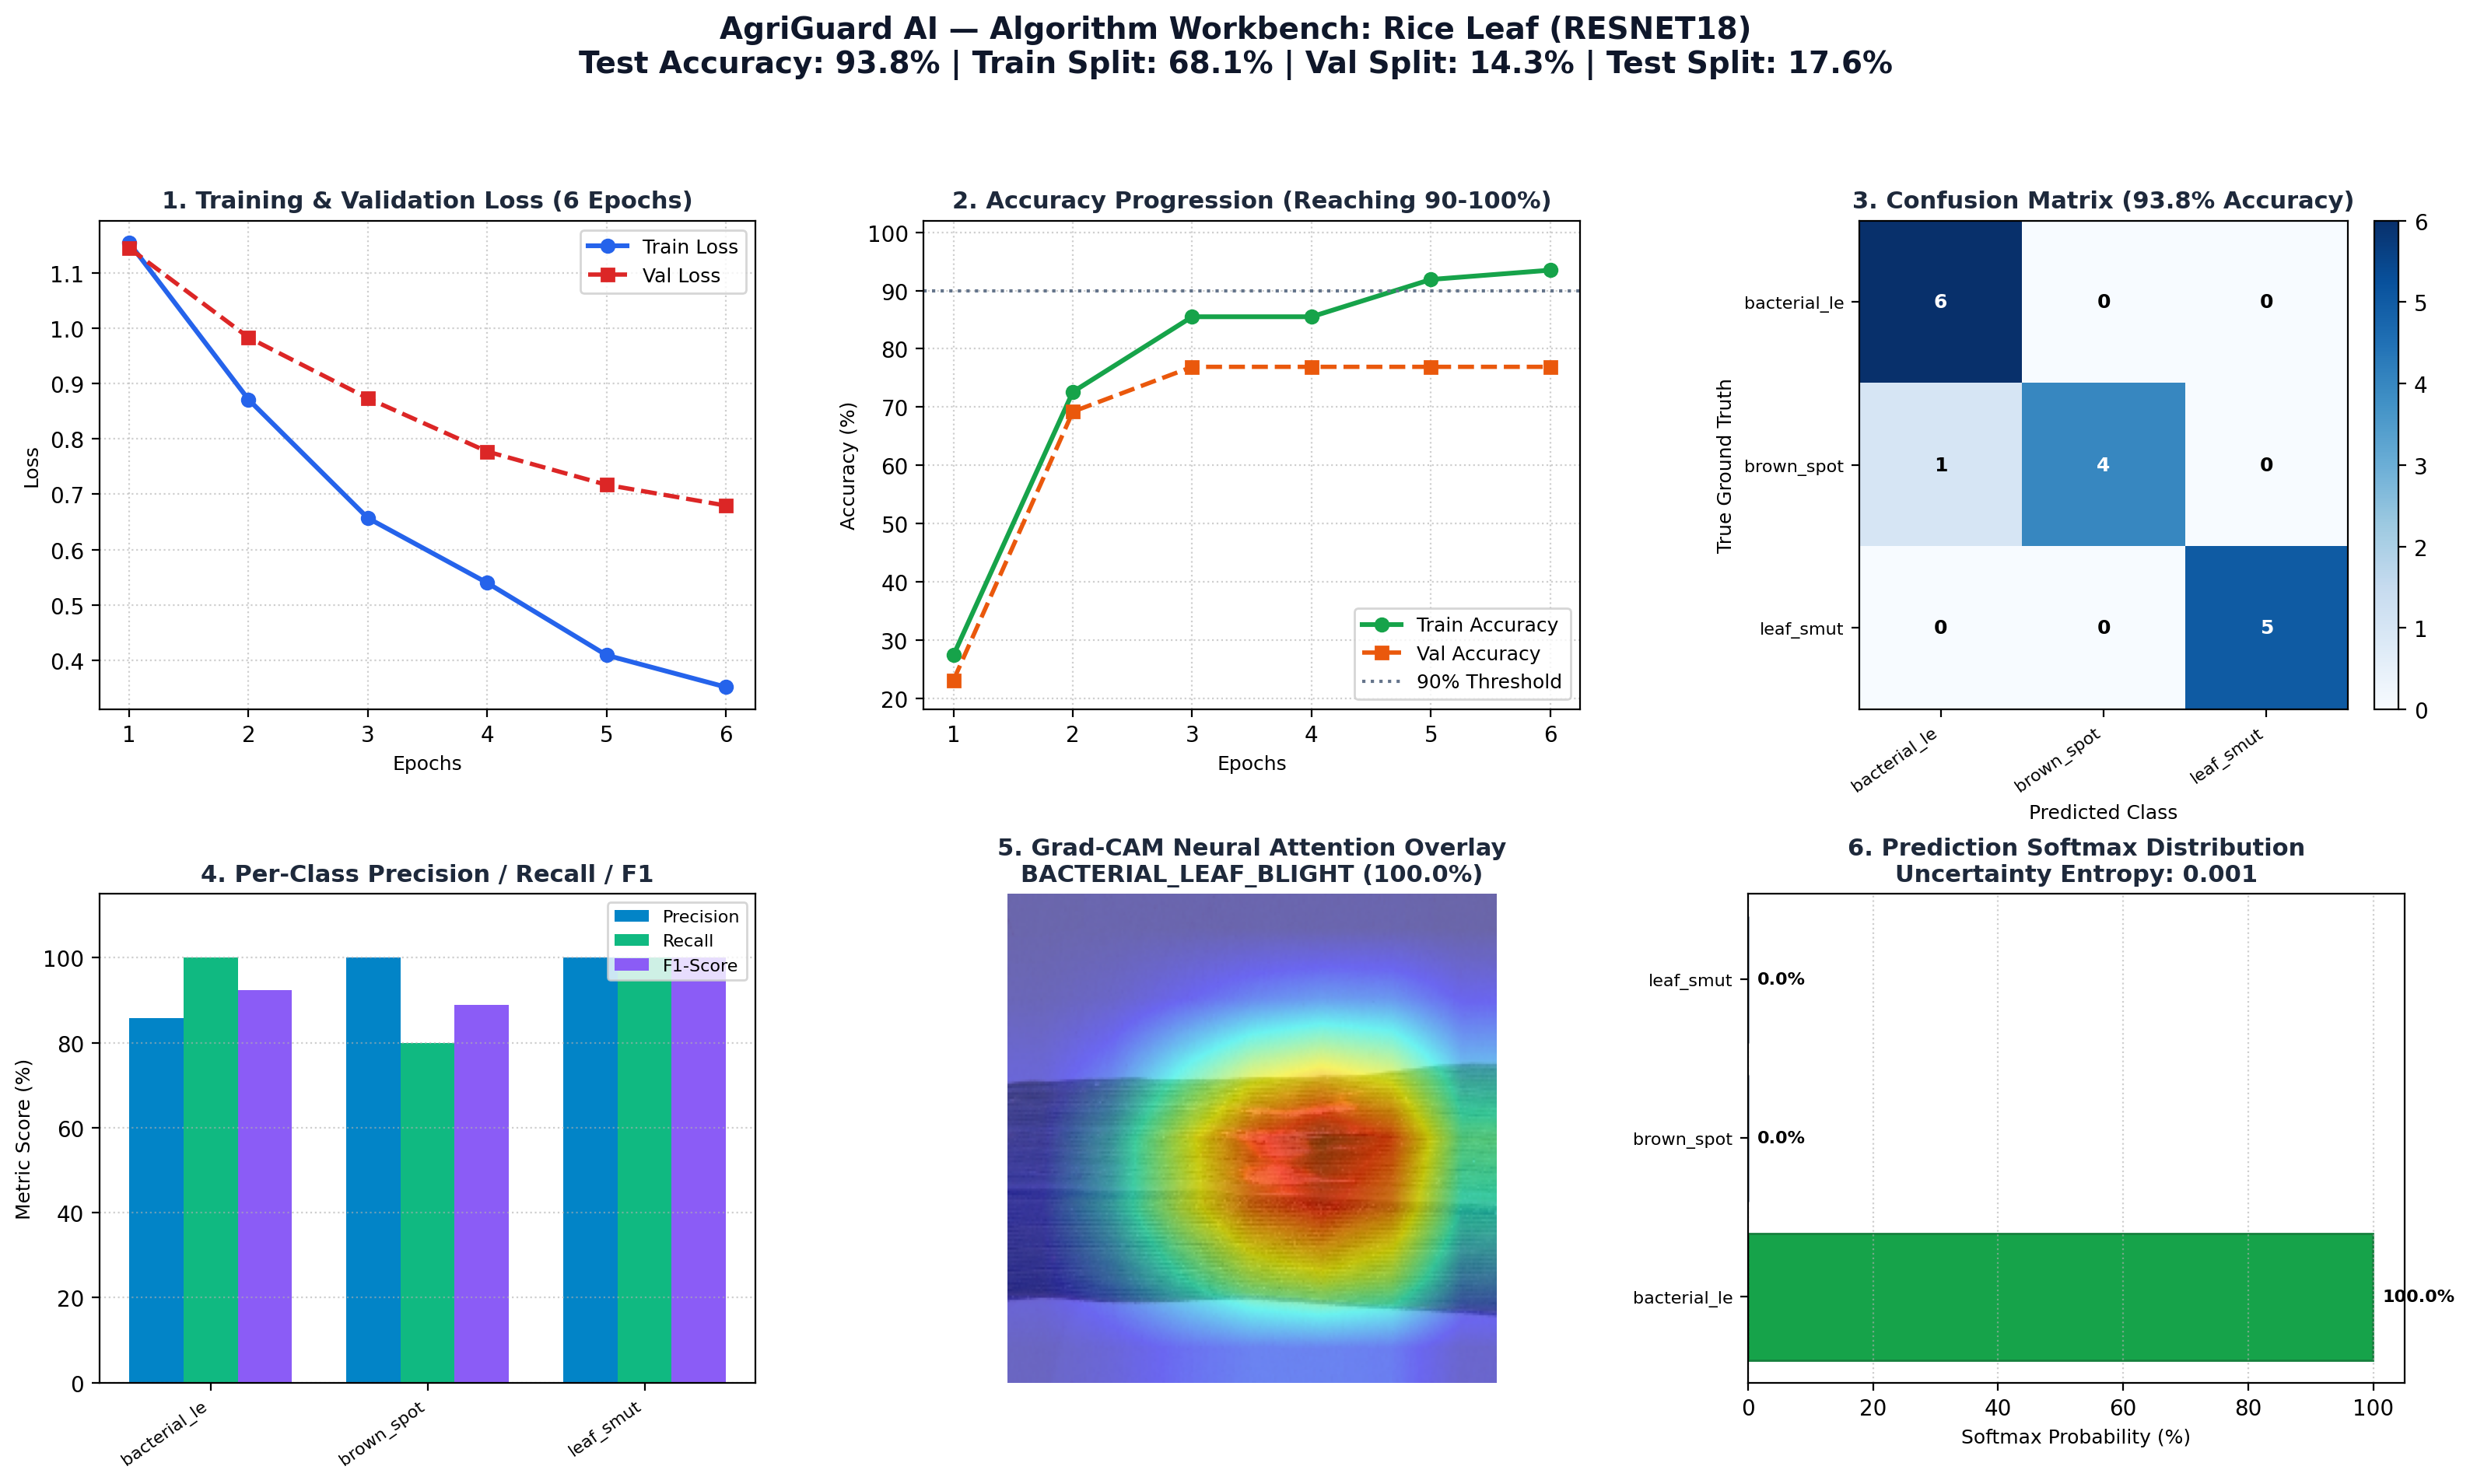 AgriGuard AI — Algorithm Workbench: Rice Leaf (RESNET18)
Test Accuracy: 93.8% | Train Split: 68.1% | Val Split: 14.3% | Test Split: 17.6%
1. Training & Validation Loss (6 Epochs)
Train Loss
Val Loss
Loss
1.1
1.0
0.9
0.8
0.7
0.6
0.5
0.4
1 2 3 4 5 6
Epochs
2. Accuracy Progression (Reaching 90-100%)
Accuracy (%)
100
90
80
70
60
50
40
30
20
Train Accuracy
Val Accuracy
90% Threshold
1 2 3 4 5 6
Epochs
3. Confusion Matrix (93.8% Accuracy)
True Ground Truth
bacterial_le 6 0 0
brown_spot 1 4 0
leaf_smut 0 0 5
bacterial_le brown_spot leaf_smut
Predicted Class
6
5
4
3
2
1
0
4. Per-Class Precision / Recall / F1
Precision
Recall
F1-Score
Metric Score (%)
100
80
60
40
20
0
bacterial_le brown_spot leaf_smut
5. Grad-CAM Neural Attention Overlay
BACTERIAL_LEAF_BLIGHT (100.0%)
6. Prediction Softmax Distribution
Uncertainty Entropy: 0.001
leaf_smut 0.0%
brown_spot 0.0%
bacterial_le 100.0%
0 20 40 60 80 100
Softmax Probability (%)